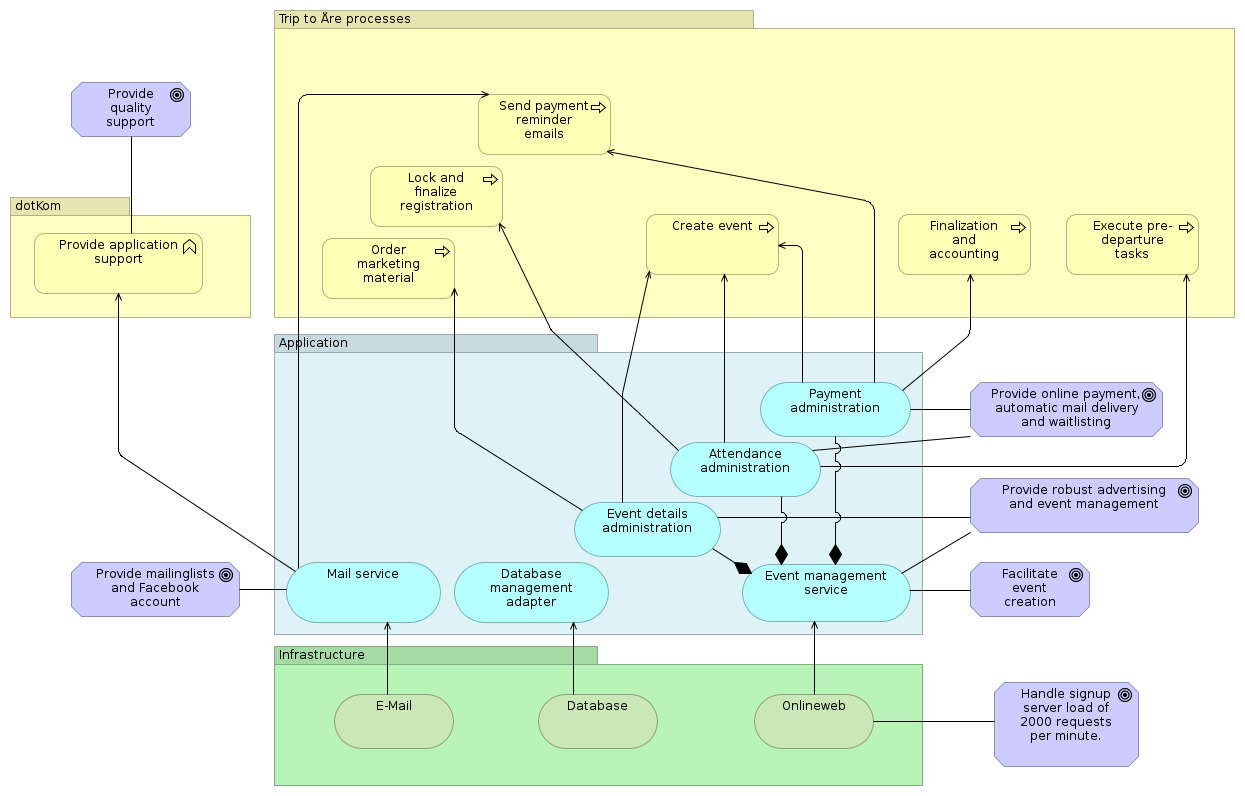 Trip to Åre processes
Provide
quality
support
Send payment
reminder
emails
Lock and
finalize
registration
dotKom
Provide application
support
Order
marketing
material
Create event
Finalization
and
accounting
Execute pre-
departure
tasks
Application
Payment
administration
Provide online payment,
automatic mail delivery
and waitlisting
Attendance
administration
Event details
administration
Provide robust advertising
and event management
Provide mailinglists
and Facebook
account
Mail service
Database
management
adapter
Event management
service
Facilitate
event
creation
Infrastructure
E-Mail
Database
Onlineweb
Handle signup
server load of
2000 requests
per minute.